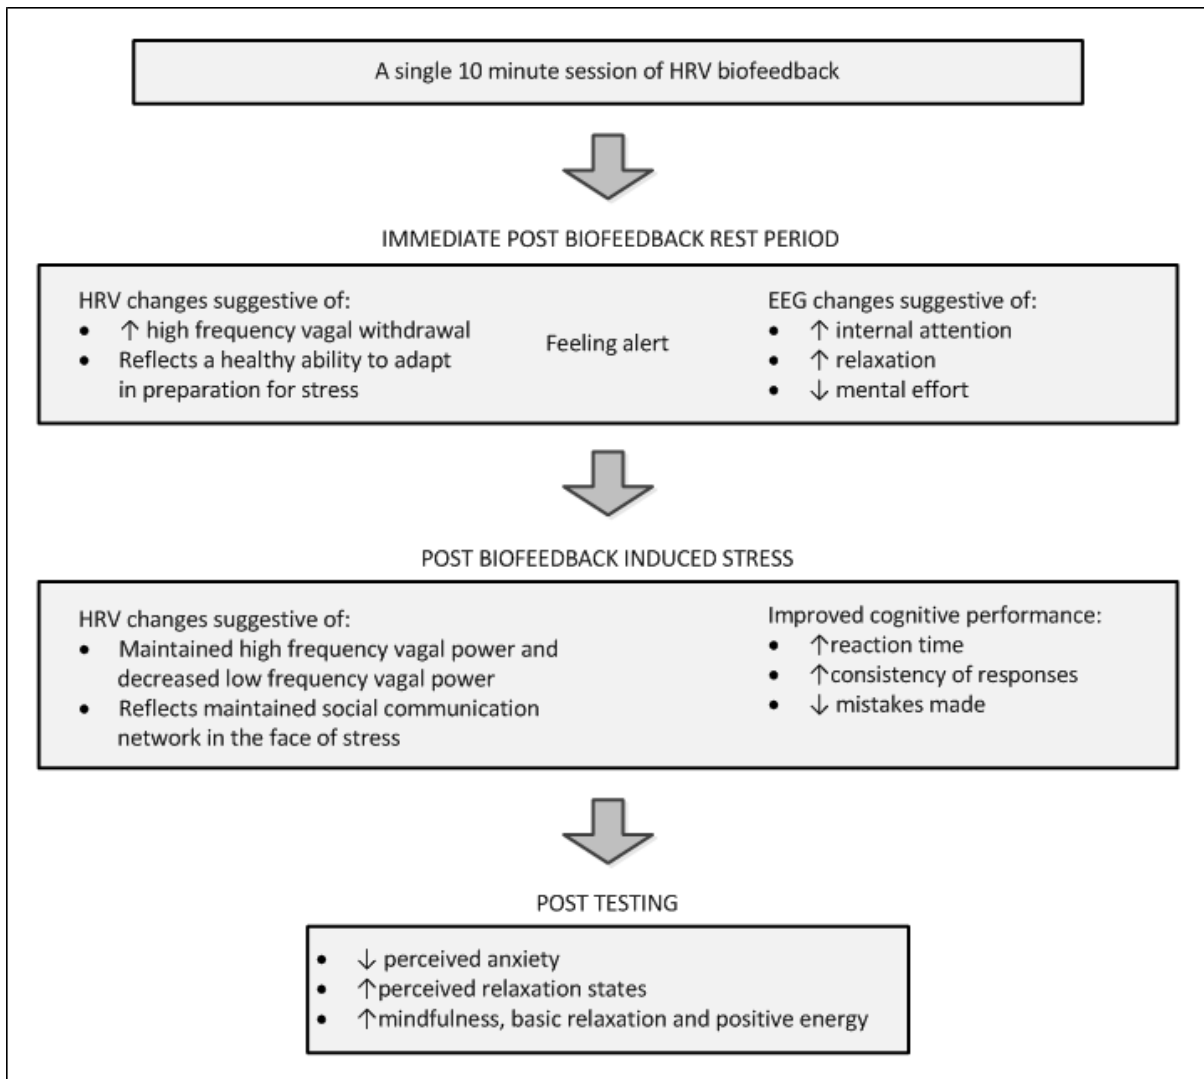 A single 10 minute session of HRV biofeedback
IMMEDIATE POST BIOFEEDBACK REST PERIOD
HRV changes suggestive of:
• ↑ high frequency vagal withdrawal
• Reflects a healthy ability to adapt
in preparation for stress
Feeling alert
EEG changes suggestive of:
• ↑ internal attention
• ↑ relaxation
• ↓ mental effort
POST BIOFEEDBACK INDUCED STRESS
HRV changes suggestive of:
• Maintained high frequency vagal power and
decreased low frequency vagal power
• Reflects maintained social communication
network in the face of stress
Improved cognitive performance:
• ↑reaction time
• ↑consistency of responses
• ↓ mistakes made
POST TESTING
• ↓ perceived anxiety
• ↑perceived relaxation states
• ↑mindfulness, basic relaxation and positive energy